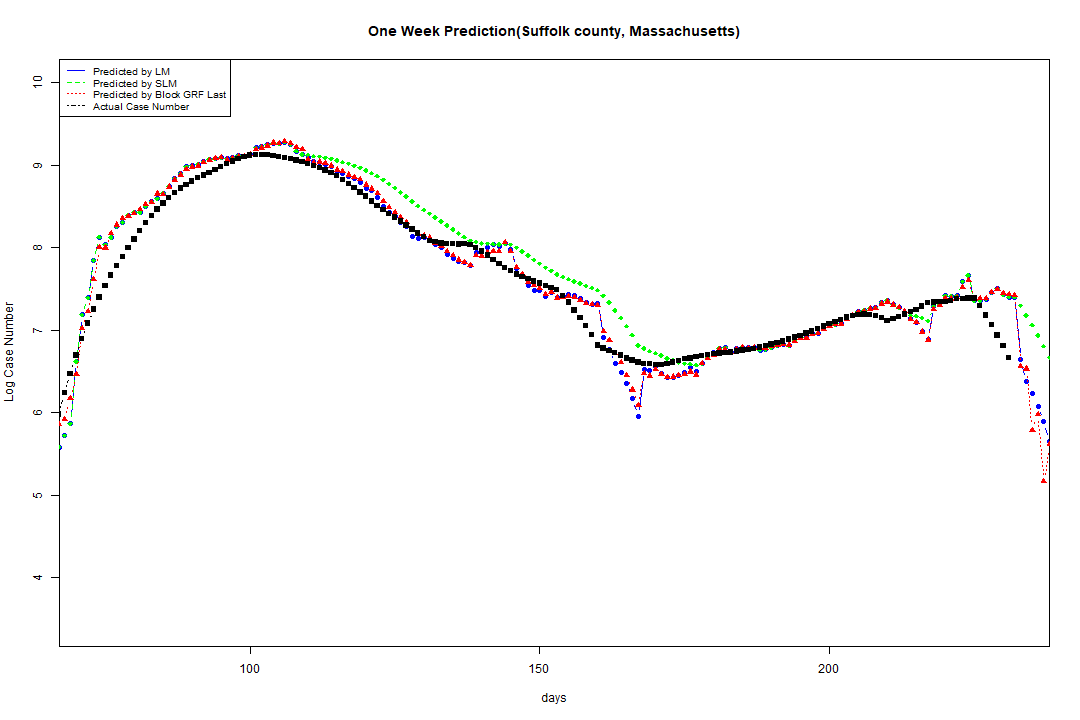 One Week Prediction(Suffolk county, Massachusetts)
Predicted by LM
Predicted by SLM
Predicted by Block GRF Last
Actual Case Number
Log Case Number
10
9
8
7
6
5
4
100 150 200
days